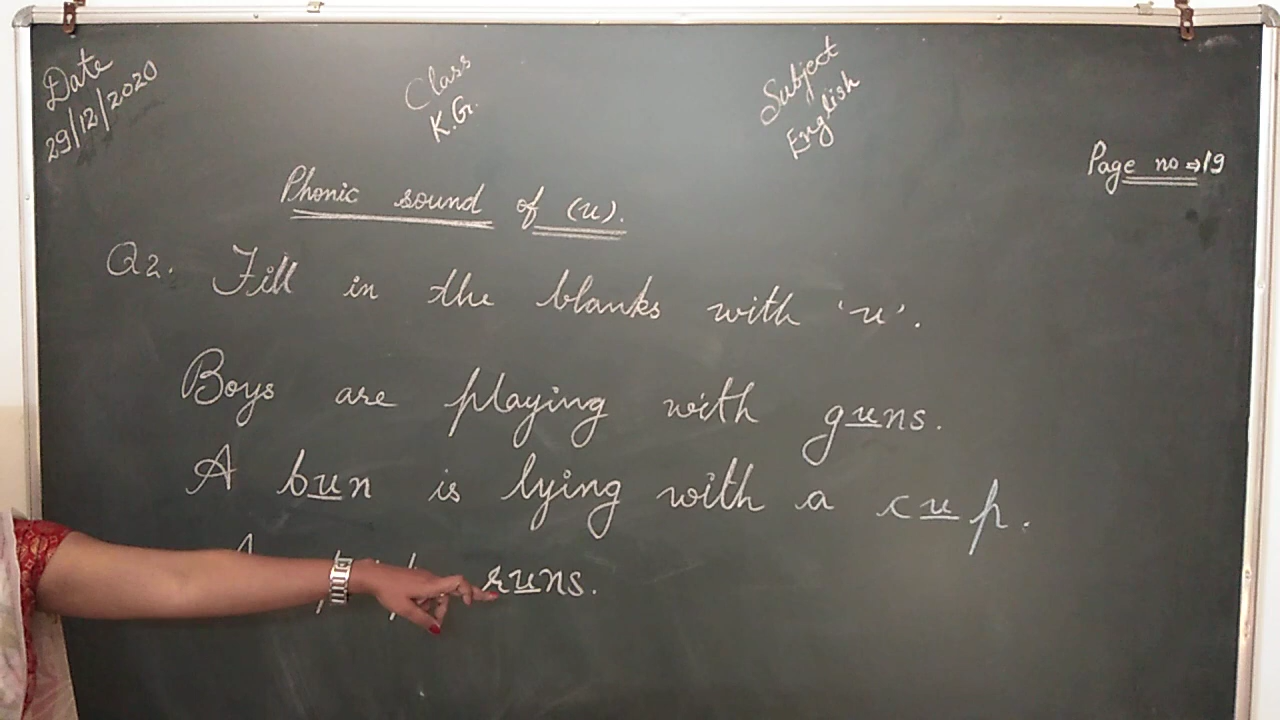 Date
29/12/2020
Class
K.G.
Subject
English
Page no ⇒ 19
Phonic sound of (u).
Q2. Fill in the blanks with 'u'.
Boys are playing with guns.
A bun is lying with a cup.
A runs.